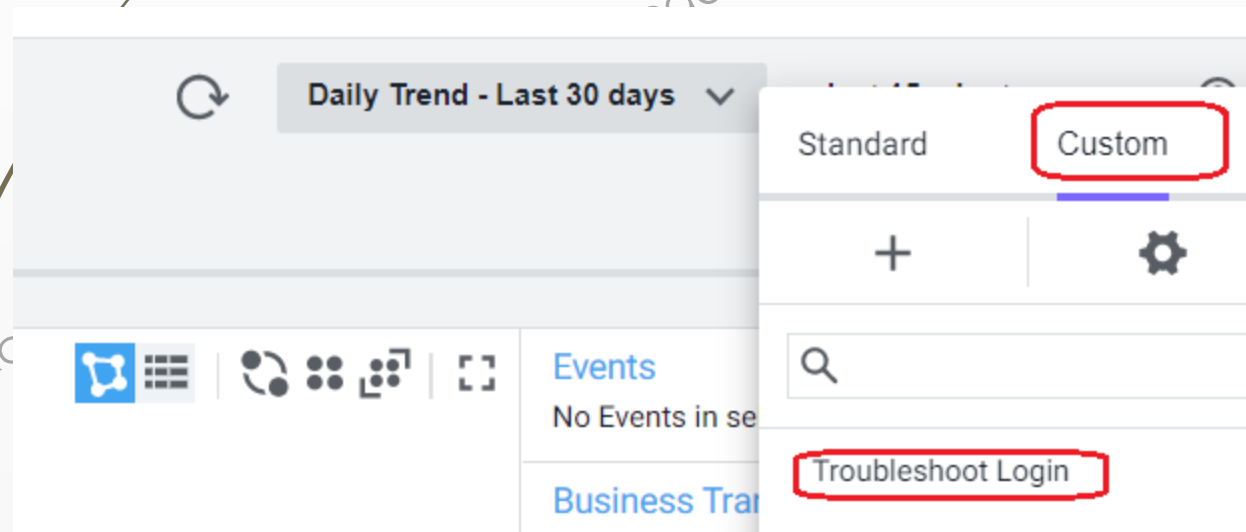 Daily Trend - Last 30 days
Standard
Custom
Events
No Events in se
Business Tra
Troubleshoot Login